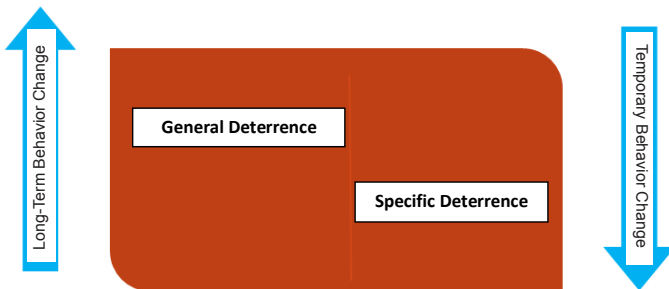 Long-Term Behavior Change
General Deterrence
Specific Deterrence
Temporary Behavior Change